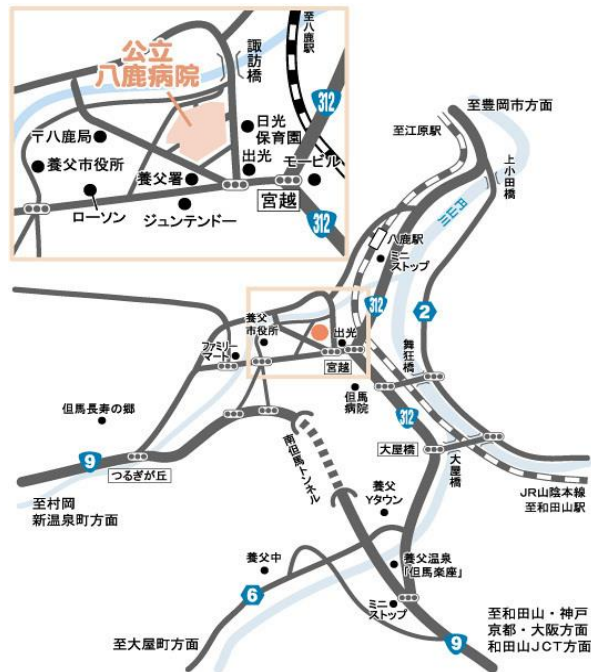 至八鹿駅
公立
八鹿病院
諏訪橋
312
〒八鹿局
日光
保育園
養父市役所
出光
モービル
養父署
ローソン
宮越
ジュンテンドー
312
至豊岡市方面
至江原駅
上小田橋
円山川
八鹿駅
ミニ
ストップ
312
2
養父
市役所
出光
ファミリー
マート
宮越
舞狂橋
但馬
病院
312
但馬長寿の郷
大屋橋
大屋橋
南但馬トンネル
9
つるぎが丘
JR山陰本線
至和田山駅
至村岡
新温泉町方面
養父
Yタウン
養父中
養父温泉
「但馬楽座」
6
ミニ
ストップ
至和田山・神戸
京都・大阪方面
和田山JCT方面
至大屋町方面
9